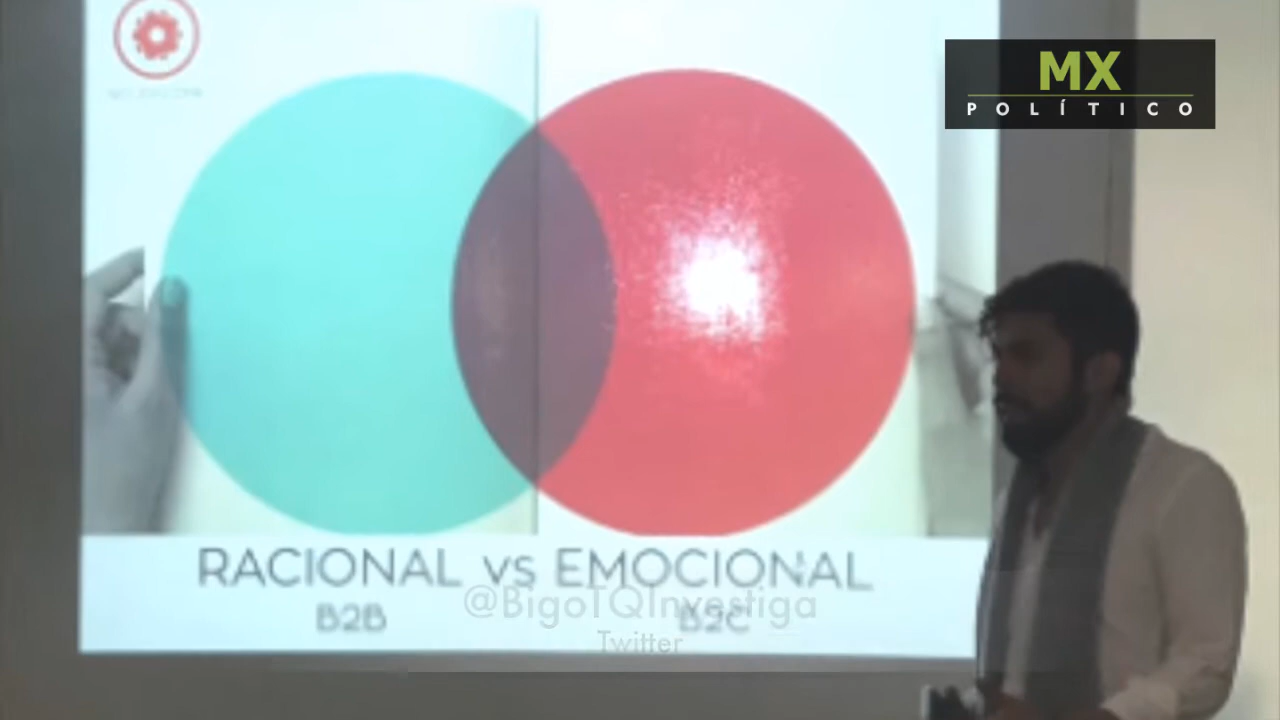 MX
POLÍTICO
RACIONAL vs EMOCIONAL
B2B
B2C
@BigoTQInvestiga
Twitter